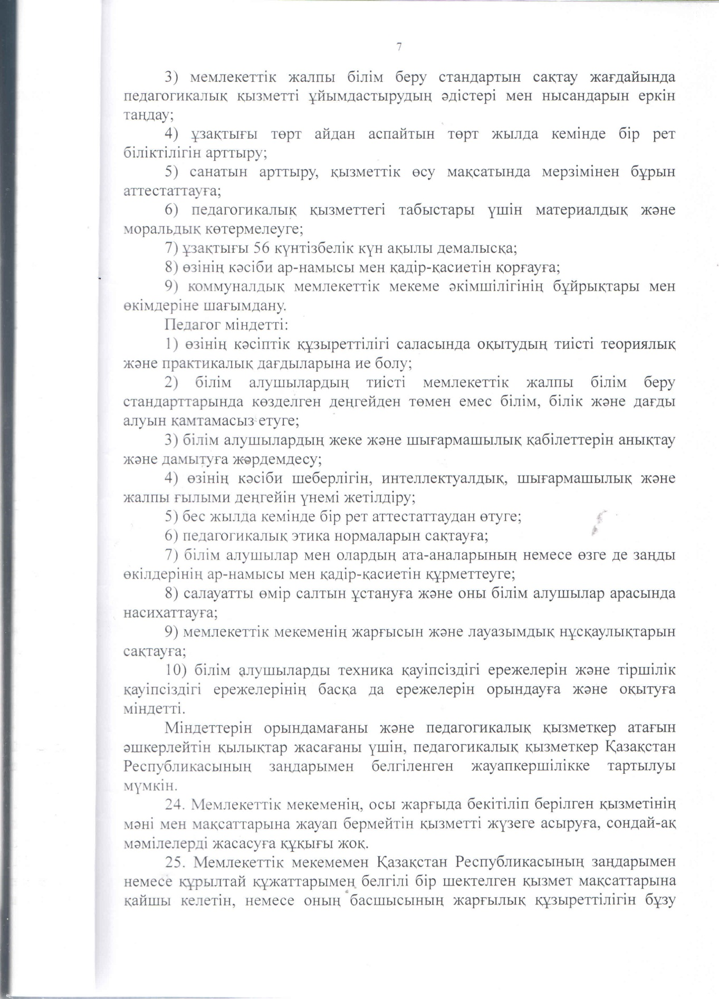 7
3) мемлекеттік жалпы білім беру стандартын сақтау жағдайында
педагогикалық қызметті ұйымдастырудың әдістері мен нысандарын еркін
таңдау;
4) ұзақтығы төрт айдан аспайтын төрт жылда кемінде бір рет
біліктілігін арттыру;
5) санатын арттыру, қызметтік өсу мақсатында мерзімінен бұрын
аттестаттауға;
6) педагогикалық қызметтегі табыстары үшін материалдық және
моральдық көтермелеуге;
7) ұзақтығы 56 күнтізбелік күн ақылы демалысқа;
8) өзінің кәсіби ар-намысы мен қадір-қасиетін қорғауға;
9) коммуналдық мемлекеттік мекеме әкімшілігінің бұйрықтары мен
өкімдеріне шағымдану.
Педагог міндетті:
1) өзінің кәсіптік құзыреттілігі саласында оқытудың тиісті теориялық
және практикалық дағдыларына ие болу;
2) білім алушылардың тиісті мемлекеттік жалпы білім беру
стандарттарында көзделген деңгейден төмен емес білім, білік және дағды
алуын қамтамасыз етуге;
3) білім алушылардың жеке және шығармашылық қабілеттерін анықтау
және дамытуға жәрдемдесу;
4) өзінің кәсіби шеберлігін, интеллектуалдық, шығармашылық және
жалпы ғылыми деңгейін үнемі жетілдіру;
5) бес жылда кемінде бір рет аттестаттаудан өтуге;
6) педагогикалық этика нормаларын сақтауға;
7) білім алушылар мен олардың ата-аналарының немесе өзге де заңды
өкілдерінің ар-намысы мен қадір-қасиетін құрметтеуге;
8) салауатты өмір салтын ұстануға және оны білім алушылар арасында
насихаттауға;
9) мемлекеттік мекеменің жарғысын және лауазымдық нұсқаулықтарын
сақтауға;
10) білім алушыларды техника қауіпсіздігі ережелерін және тіршілік
қауіпсіздігі ережелерінің басқа да ережелерін орындауға және оқытуға
міндетті.
Міндеттерін орындамағаны және педагогикалық қызметкер атағын
әшкерлейтін қылықтар жасағаны үшін, педагогикалық қызметкер Қазақстан
Республикасының заңдарымен белгіленген жауапкершілікке тартылуы
мүмкін.
24. Мемлекеттік мекеменің, осы жарғыда бекітіліп берілген қызметінің
мәні мен мақсаттарына жауап бермейтін қызметті жүзеге асыруға, сондай-ақ
мәмілелерді жасасуға құқығы жоқ.
25. Мемлекеттік мекемемен Қазақстан Республикасының заңдарымен
немесе құрылтай құжаттарымен белгілі бір шектелген қызмет мақсаттарына
қайшы келетін, немесе оның басшысының жарғылық құзыреттілігін бұзу